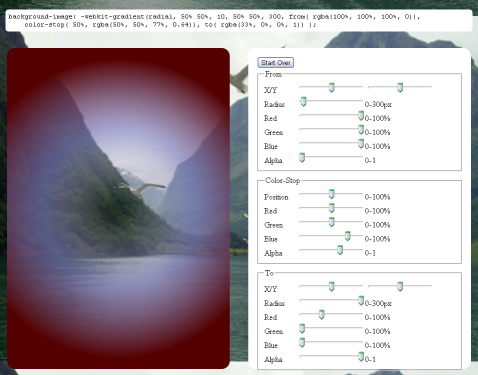 background-image: -webkit-gradient(radial, 50% 50%, 10, 50% 50%, 300, from( rgba(100%, 100%, 100%, 0)),
color-stop( 50%, rgba(50%, 50%, 77%, 0.64)), to( rgba(33%, 0%, 0%, 1)) );
Start Over
From
X/Y
Radius 0-300px
Red 0-100%
Green 0-100%
Blue 0-100%
Alpha 0-1
Color-Stop
Position 0-100%
Red 0-100%
Green 0-100%
Blue 0-100%
Alpha 0-1
To
X/Y
Radius 0-300px
Red 0-100%
Green 0-100%
Blue 0-100%
Alpha 0-1